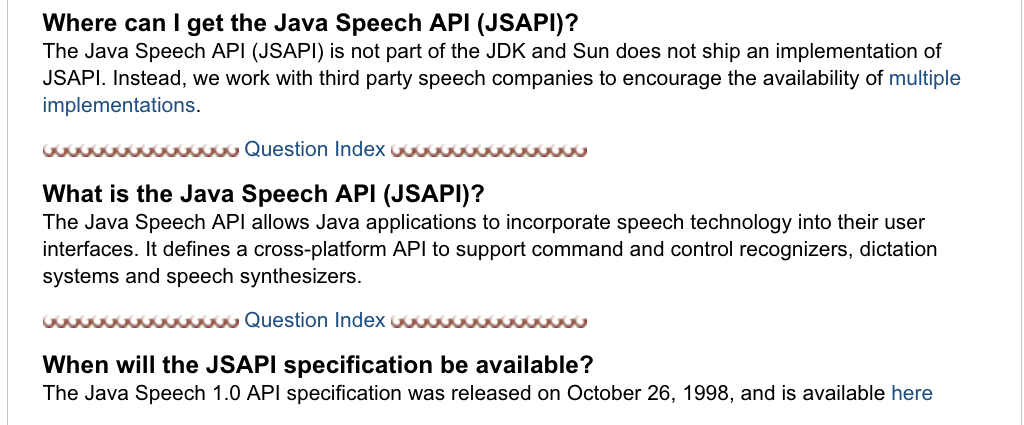 Where can I get the Java Speech API (JSAPI)?
The Java Speech API (JSAPI) is not part of the JDK and Sun does not ship an implementation of
JSAPI. Instead, we work with third party speech companies to encourage the availability of multiple
implementations.
Question Index
What is the Java Speech API (JSAPI)?
The Java Speech API allows Java applications to incorporate speech technology into their user
interfaces. It defines a cross-platform API to support command and control recognizers, dictation
systems and speech synthesizers.
Question Index
When will the JSAPI specification be available?
The Java Speech 1.0 API specification was released on October 26, 1998, and is available here